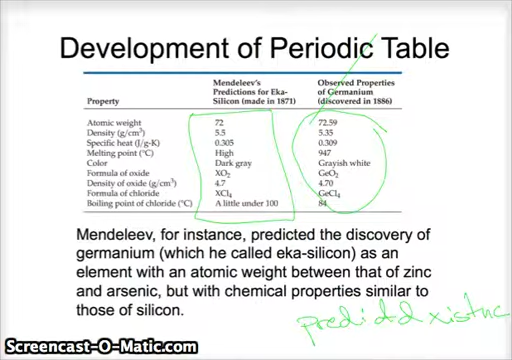 Development of Periodic Table
Property Mendeleev's Predictions for Eka-Silicon (made in 1871) Observed Properties of Germanium (discovered in 1886)
Atomic weight 72 72.59
Density (g/cm³) 5.5 5.35
Specific heat (J/g-K) 0.305 0.309
Melting point (°C) High 947
Color Dark gray Grayish white
Formula of oxide XO₂ GeO₂
Density of oxide (g/cm³) 4.7 4.70
Formula of chloride XCl₄ GeCl₄
Boiling point of chloride (°C) A little under 100 84
Mendeleev, for instance, predicted the discovery of
germanium (which he called eka-silicon) as an
element with an atomic weight between that of zinc
and arsenic, but with chemical properties similar to
those of silicon.
Screencast-O-Matic.com